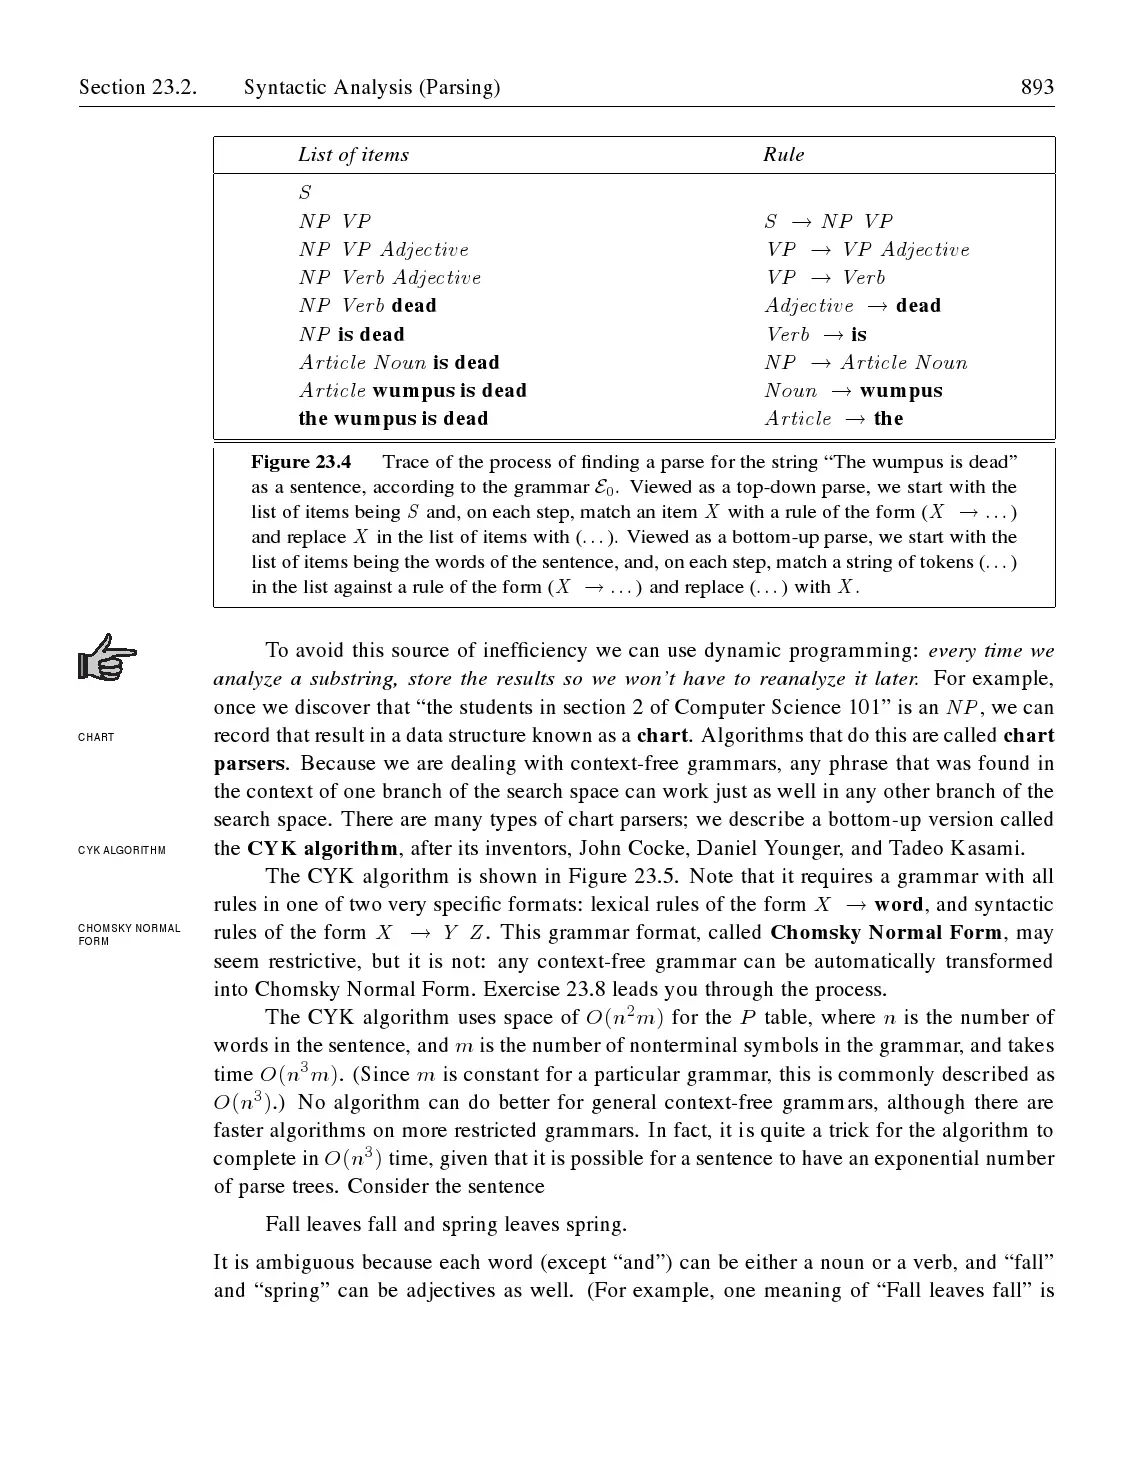 Section 23.2. Syntactic Analysis (Parsing) 893
List of items Rule
S
NP VP S → NP VP
NP VP Adjective VP → VP Adjective
NP Verb Adjective VP → Verb
NP Verb dead Adjective → dead
NP is dead Verb → is
Article Noun is dead NP → Article Noun
Article wumpus is dead Noun → wumpus
the wumpus is dead Article → the
Figure 23.4 Trace of the process of finding a parse for the string “The wumpus is dead”
as a sentence, according to the grammar ℰ₀. Viewed as a top-down parse, we start with the
list of items being S and, on each step, match an item X with a rule of the form (X → ...)
and replace X in the list of items with (...). Viewed as a bottom-up parse, we start with the
list of items being the words of the sentence, and, on each step, match a string of tokens (...)
in the list against a rule of the form (X → ...) and replace (...) with X.
To avoid this source of inefficiency we can use dynamic programming: every time we
analyze a substring, store the results so we won’t have to reanalyze it later. For example,
once we discover that “the students in section 2 of Computer Science 101” is an NP, we can
CHART
record that result in a data structure known as a chart. Algorithms that do this are called chart
parsers. Because we are dealing with context-free grammars, any phrase that was found in
the context of one branch of the search space can work just as well in any other branch of the
search space. There are many types of chart parsers; we describe a bottom-up version called
CYK ALGORITHM
the CYK algorithm, after its inventors, John Cocke, Daniel Younger, and Tadeo Kasami.
The CYK algorithm is shown in Figure 23.5. Note that it requires a grammar with all
rules in one of two very specific formats: lexical rules of the form X → word, and syntactic
CHOMSKY NORMAL
FORM
rules of the form X → Y Z. This grammar format, called Chomsky Normal Form, may
seem restrictive, but it is not: any context-free grammar can be automatically transformed
into Chomsky Normal Form. Exercise 23.8 leads you through the process.
The CYK algorithm uses space of O(n²m) for the P table, where n is the number of
words in the sentence, and m is the number of nonterminal symbols in the grammar, and takes
time O(n³m). (Since m is constant for a particular grammar, this is commonly described as
O(n³).) No algorithm can do better for general context-free grammars, although there are
faster algorithms on more restricted grammars. In fact, it is quite a trick for the algorithm to
complete in O(n³) time, given that it is possible for a sentence to have an exponential number
of parse trees. Consider the sentence
Fall leaves fall and spring leaves spring.
It is ambiguous because each word (except “and”) can be either a noun or a verb, and “fall”
and “spring” can be adjectives as well. (For example, one meaning of “Fall leaves fall” is